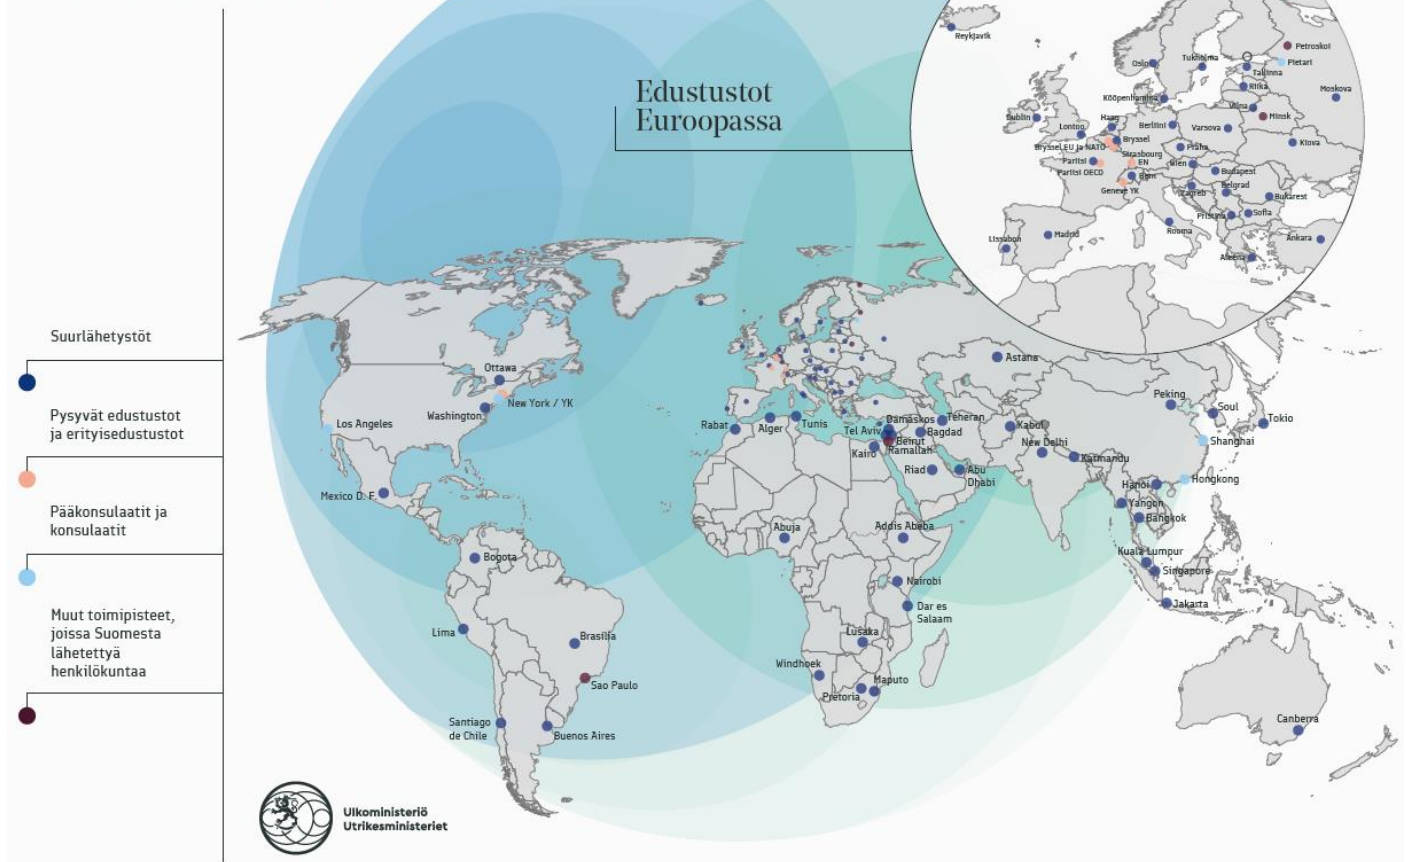 Edustustot
Euroopassa
Suurlähetystöt
Pysyvät edustustot
ja erityisedustustot
Pääkonsulaatit ja
konsulaatit
Muut toimipisteet,
joissa Suomesta
lähetettyä
henkilökuntaa
Reykjavik
Oslo
Tukholma
Petroskoi
Pietari
Tallinna
Riika
Moskova
Kööpenhamina
Vilna
Minsk
Dublin
Lontoo
Haag
Berliini
Varsova
Bryssel
Bryssel EU ja NATO
Kiova
Praha
Strasbourg
EN
Pariisi
Pariisi OECD
Wien
Budapest
Bern
Geneve YK
Zagreb
Belgrad
Bukarest
Pristina
Sofia
Rooma
Lissabon
Madrid
Ankara
Ateena
Ottawa
New York / YK
Washington
Los Angeles
Mexico D. F.
Bogota
Lima
Brasilia
Sao Paulo
Santiago
de Chile
Buenos Aires
Rabat
Alger
Tunis
Tel Aviv
Damaskos
Teheran
Beirut
Bagdad
Ramallah
Kairo
Riad
Abu
Dhabi
Astana
Kabul
New Delhi
Katmandu
Peking
Soul
Tokio
Shanghai
Hongkong
Hanoi
Yangon
Bangkok
Kuala Lumpur
Singapore
Jakarta
Abuja
Addis Abeba
Nairobi
Dar es
Salaam
Lusaka
Windhoek
Maputo
Pretoria
Canberra
Ulkoministeriö
Utrikesministeriet